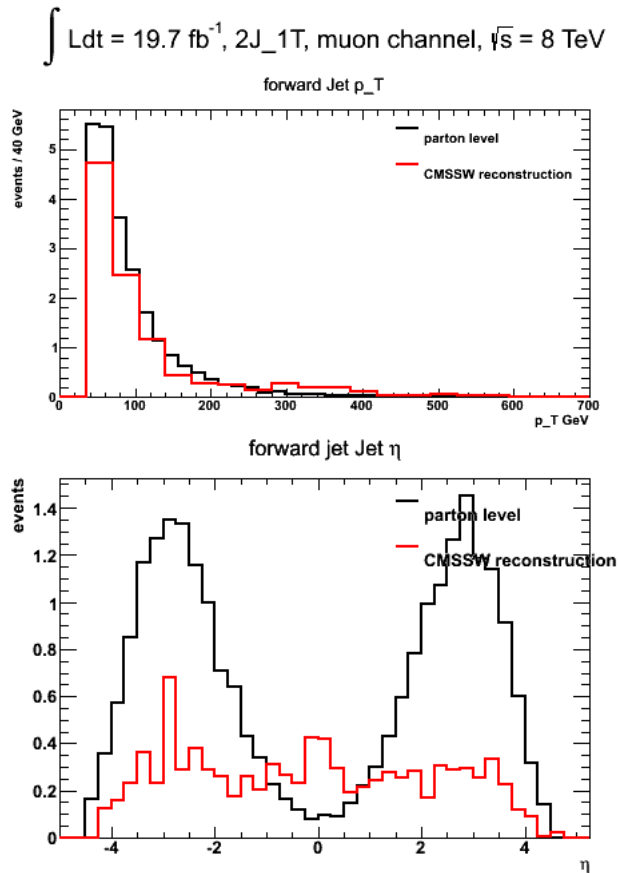 ∫ Ldt = 19.7 fb⁻¹, 2J_1T, muon channel, √s = 8 TeV
forward Jet p_T
events / 40 GeV
parton level
CMSSW reconstruction
5
4
3
2
1
0
0 100 200 300 400 500 600 700
p_T GeV
forward jet Jet η
events
parton level
CMSSW reconstruction
1.4
1.2
1
0.8
0.6
0.4
0.2
0
-4 -2 0 2 4
η